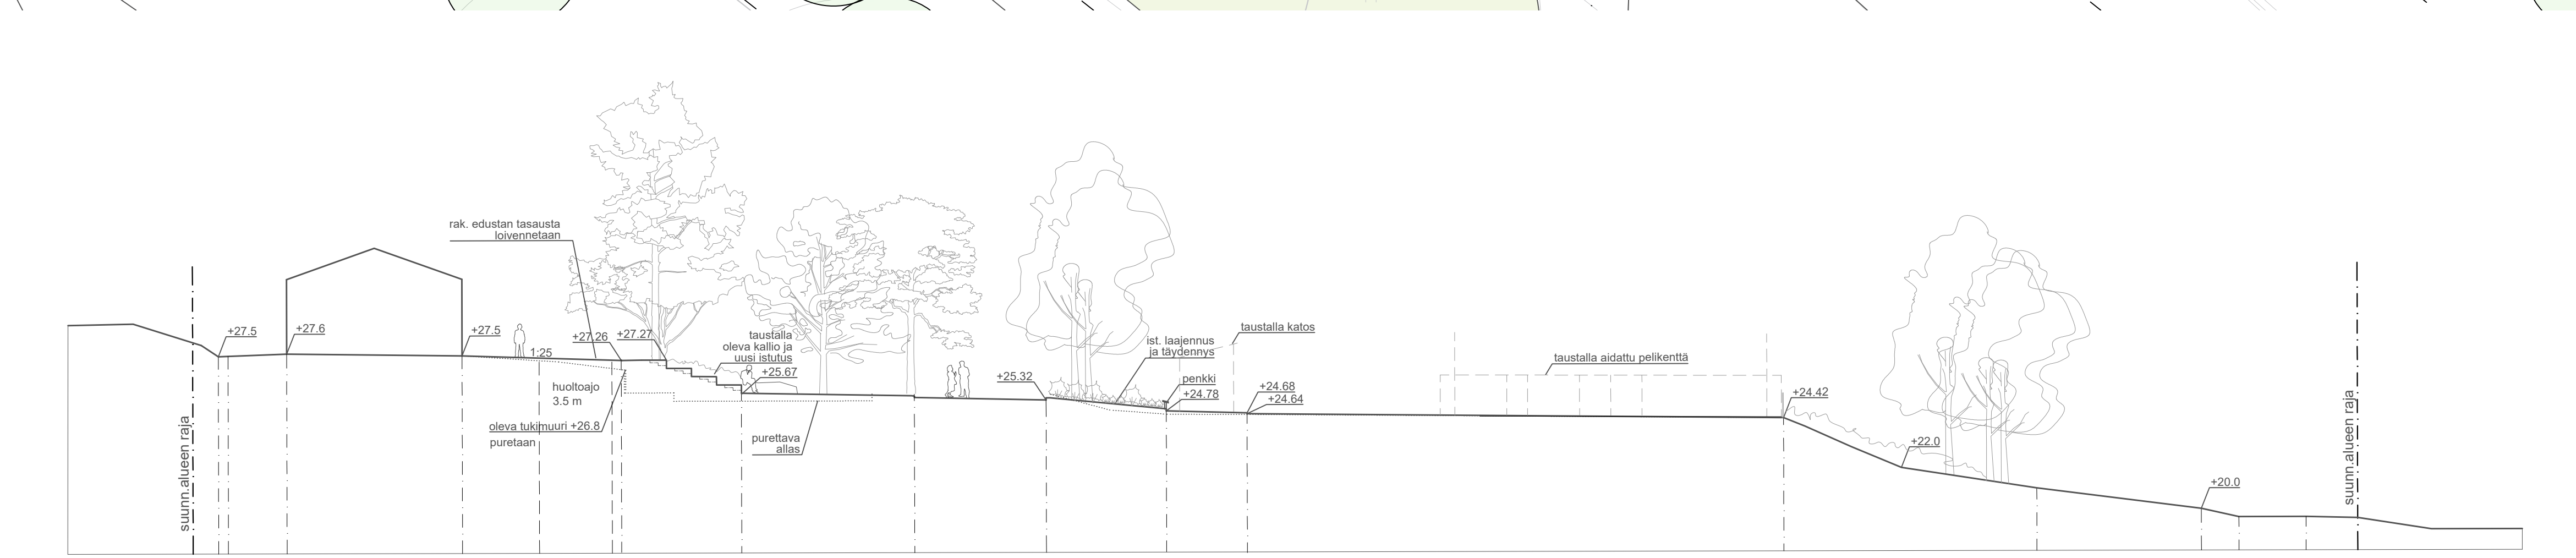 rak. edustan tasausta
loivennetaan
+27.5
+27.6
+27.5
1:25
+27.26
+27.27
taustalla
oleva kallio ja
uusi istutus
+25.67
huoltoajo
3.5 m
oleva tukimuuri +26.8
puretaan
purettava
allas
+25.32
ist. laajennus
ja täydennys
penkki
+24.78
taustalla katos
+24.68
+24.64
taustalla aidattu pelikenttä
+24.42
+22.0
+20.0
suunn.alueen raja
suunn.alueen raja